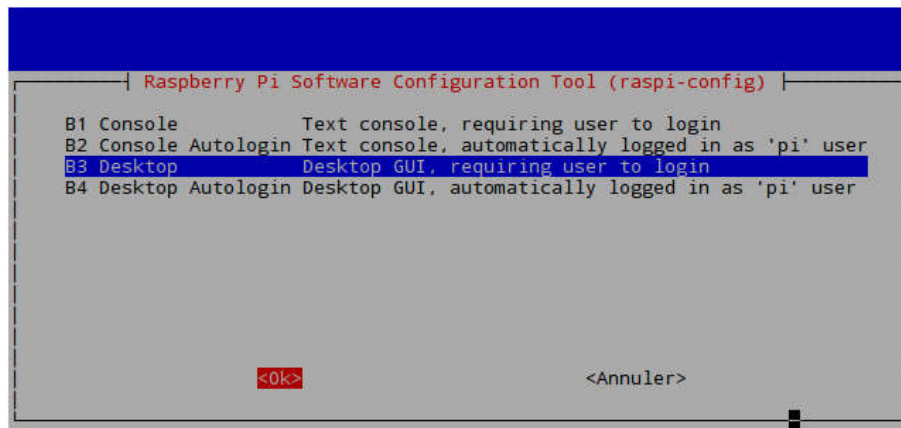 Raspberry Pi Software Configuration Tool (raspi-config)
B1 Console Text console, requiring user to login
B2 Console Autologin Text console, automatically logged in as 'pi' user
B3 Desktop Desktop GUI, requiring user to login
B4 Desktop Autologin Desktop GUI, automatically logged in as 'pi' user
<Ok> <Annuler>